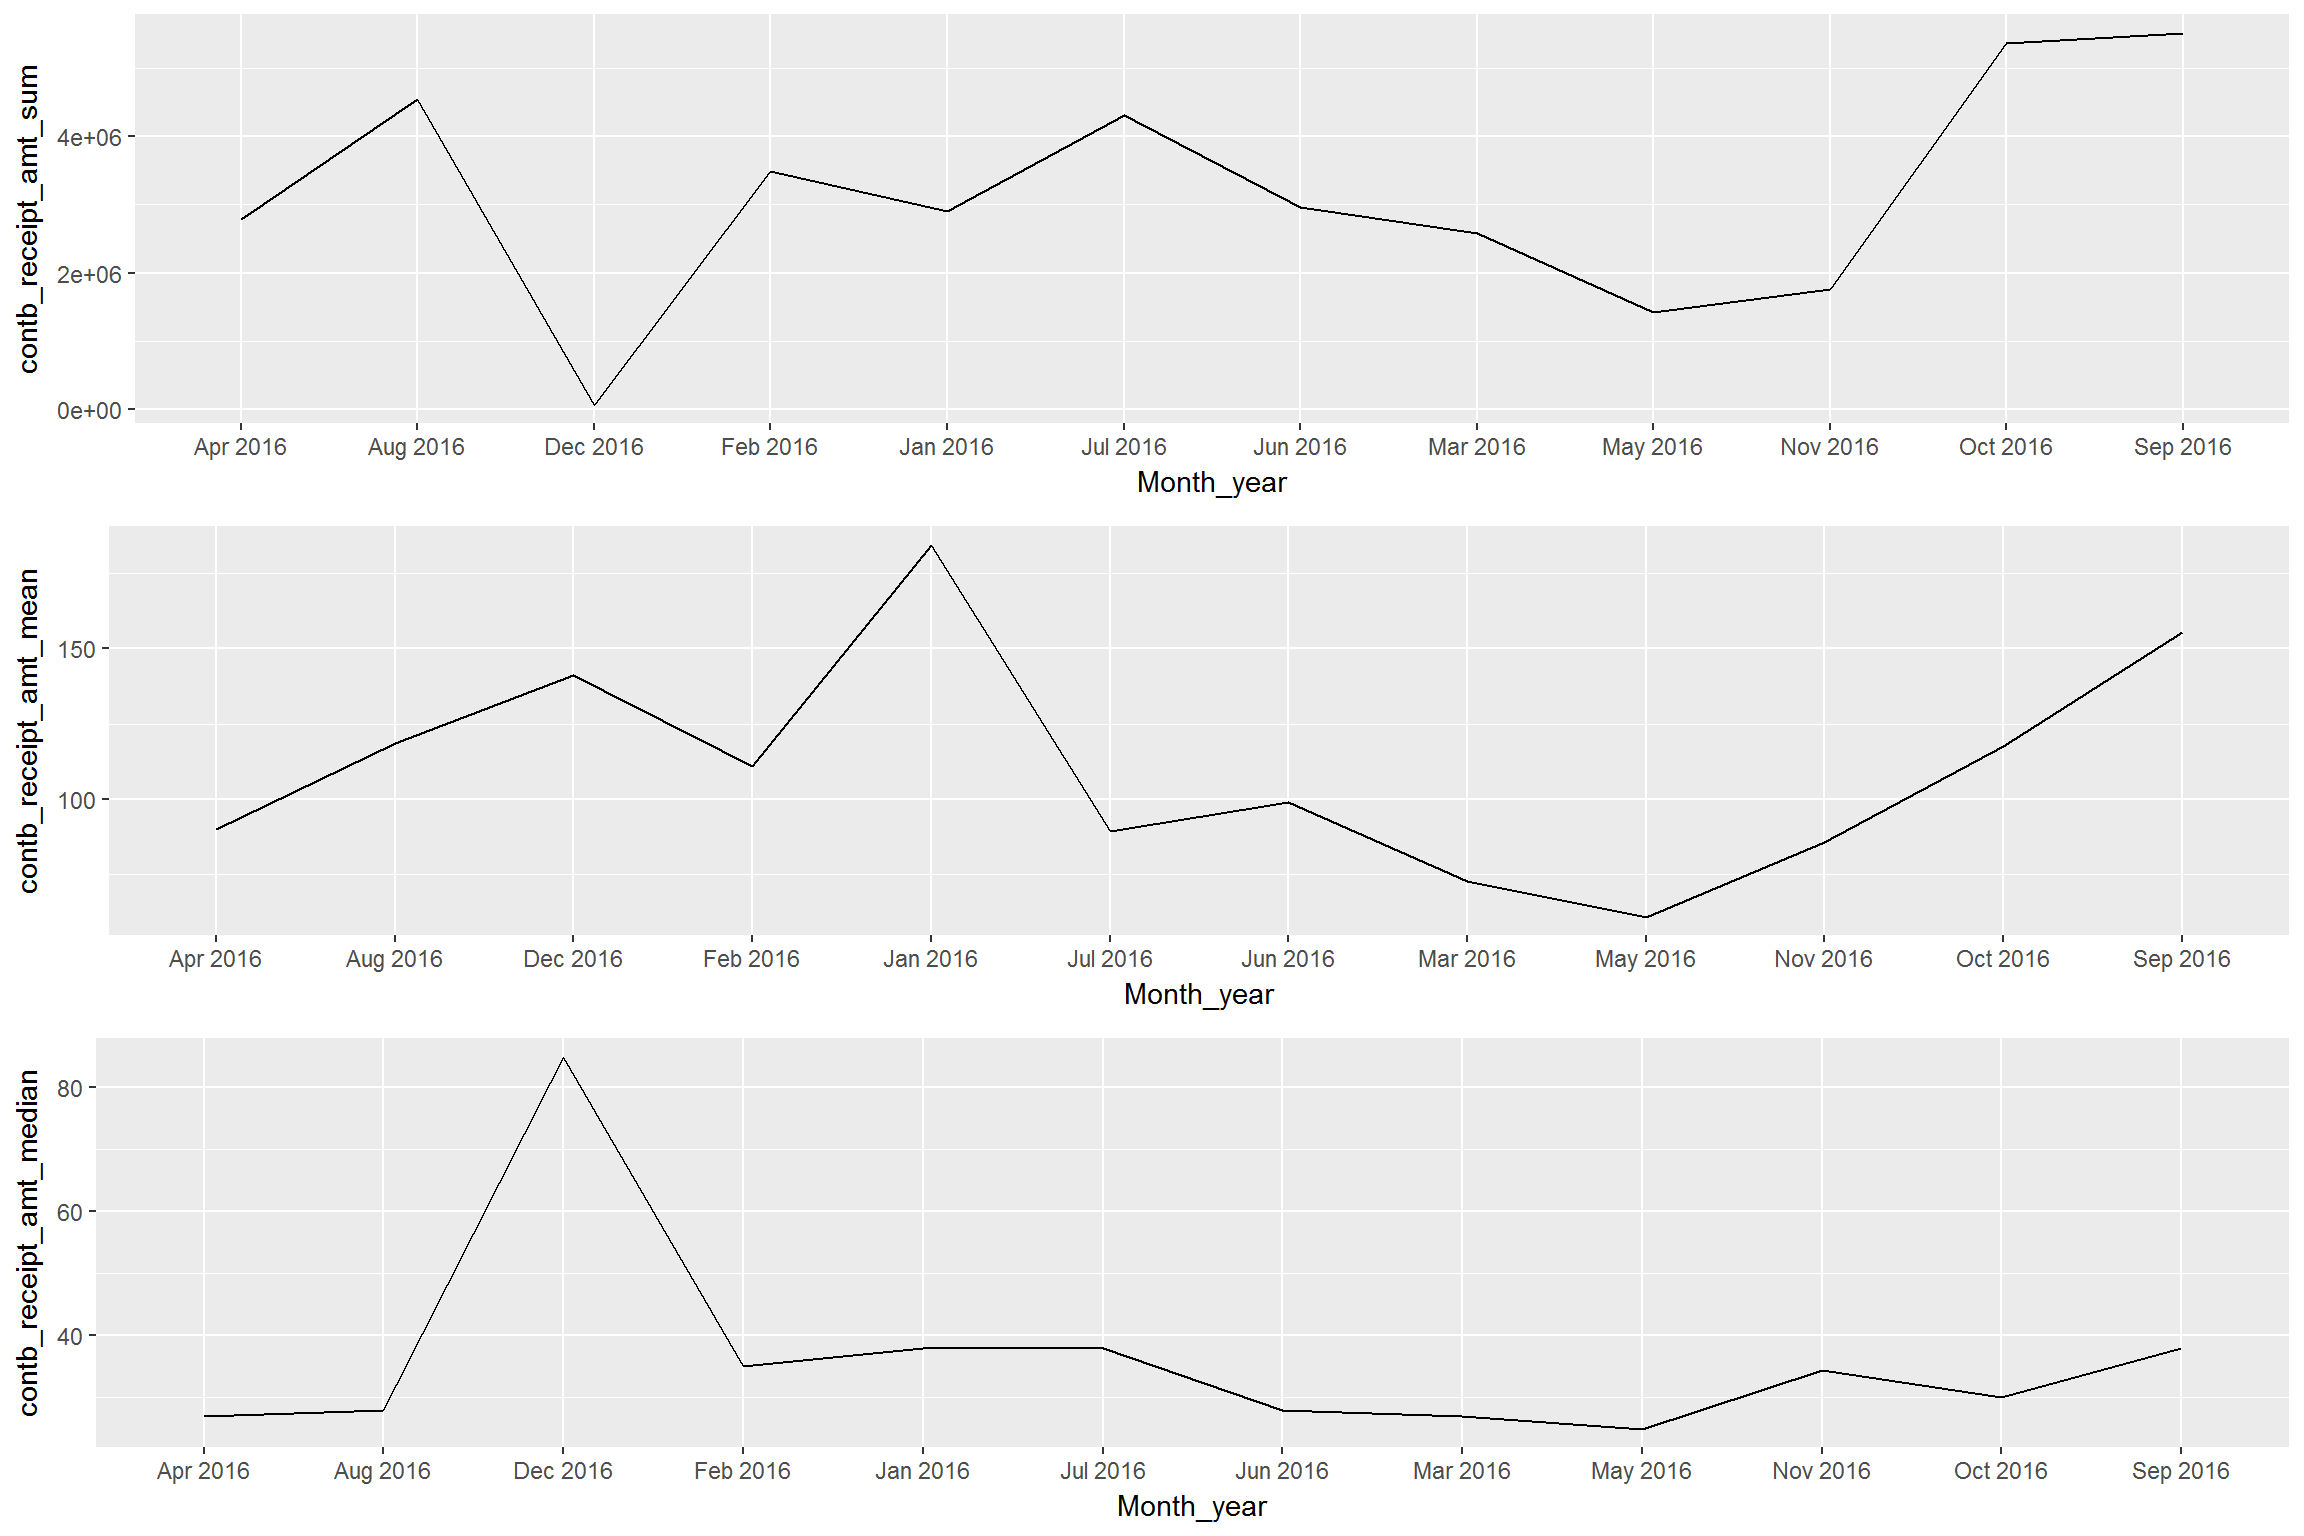 contb_receipt_amt_sum
4e+06
2e+06
0e+00
Apr 2016 Aug 2016 Dec 2016 Feb 2016 Jan 2016 Jul 2016 Jun 2016 Mar 2016 May 2016 Nov 2016 Oct 2016 Sep 2016
Month_year
contb_receipt_amt_mean
150
100
Apr 2016 Aug 2016 Dec 2016 Feb 2016 Jan 2016 Jul 2016 Jun 2016 Mar 2016 May 2016 Nov 2016 Oct 2016 Sep 2016
Month_year
contb_receipt_amt_median
80
60
40
Apr 2016 Aug 2016 Dec 2016 Feb 2016 Jan 2016 Jul 2016 Jun 2016 Mar 2016 May 2016 Nov 2016 Oct 2016 Sep 2016
Month_year